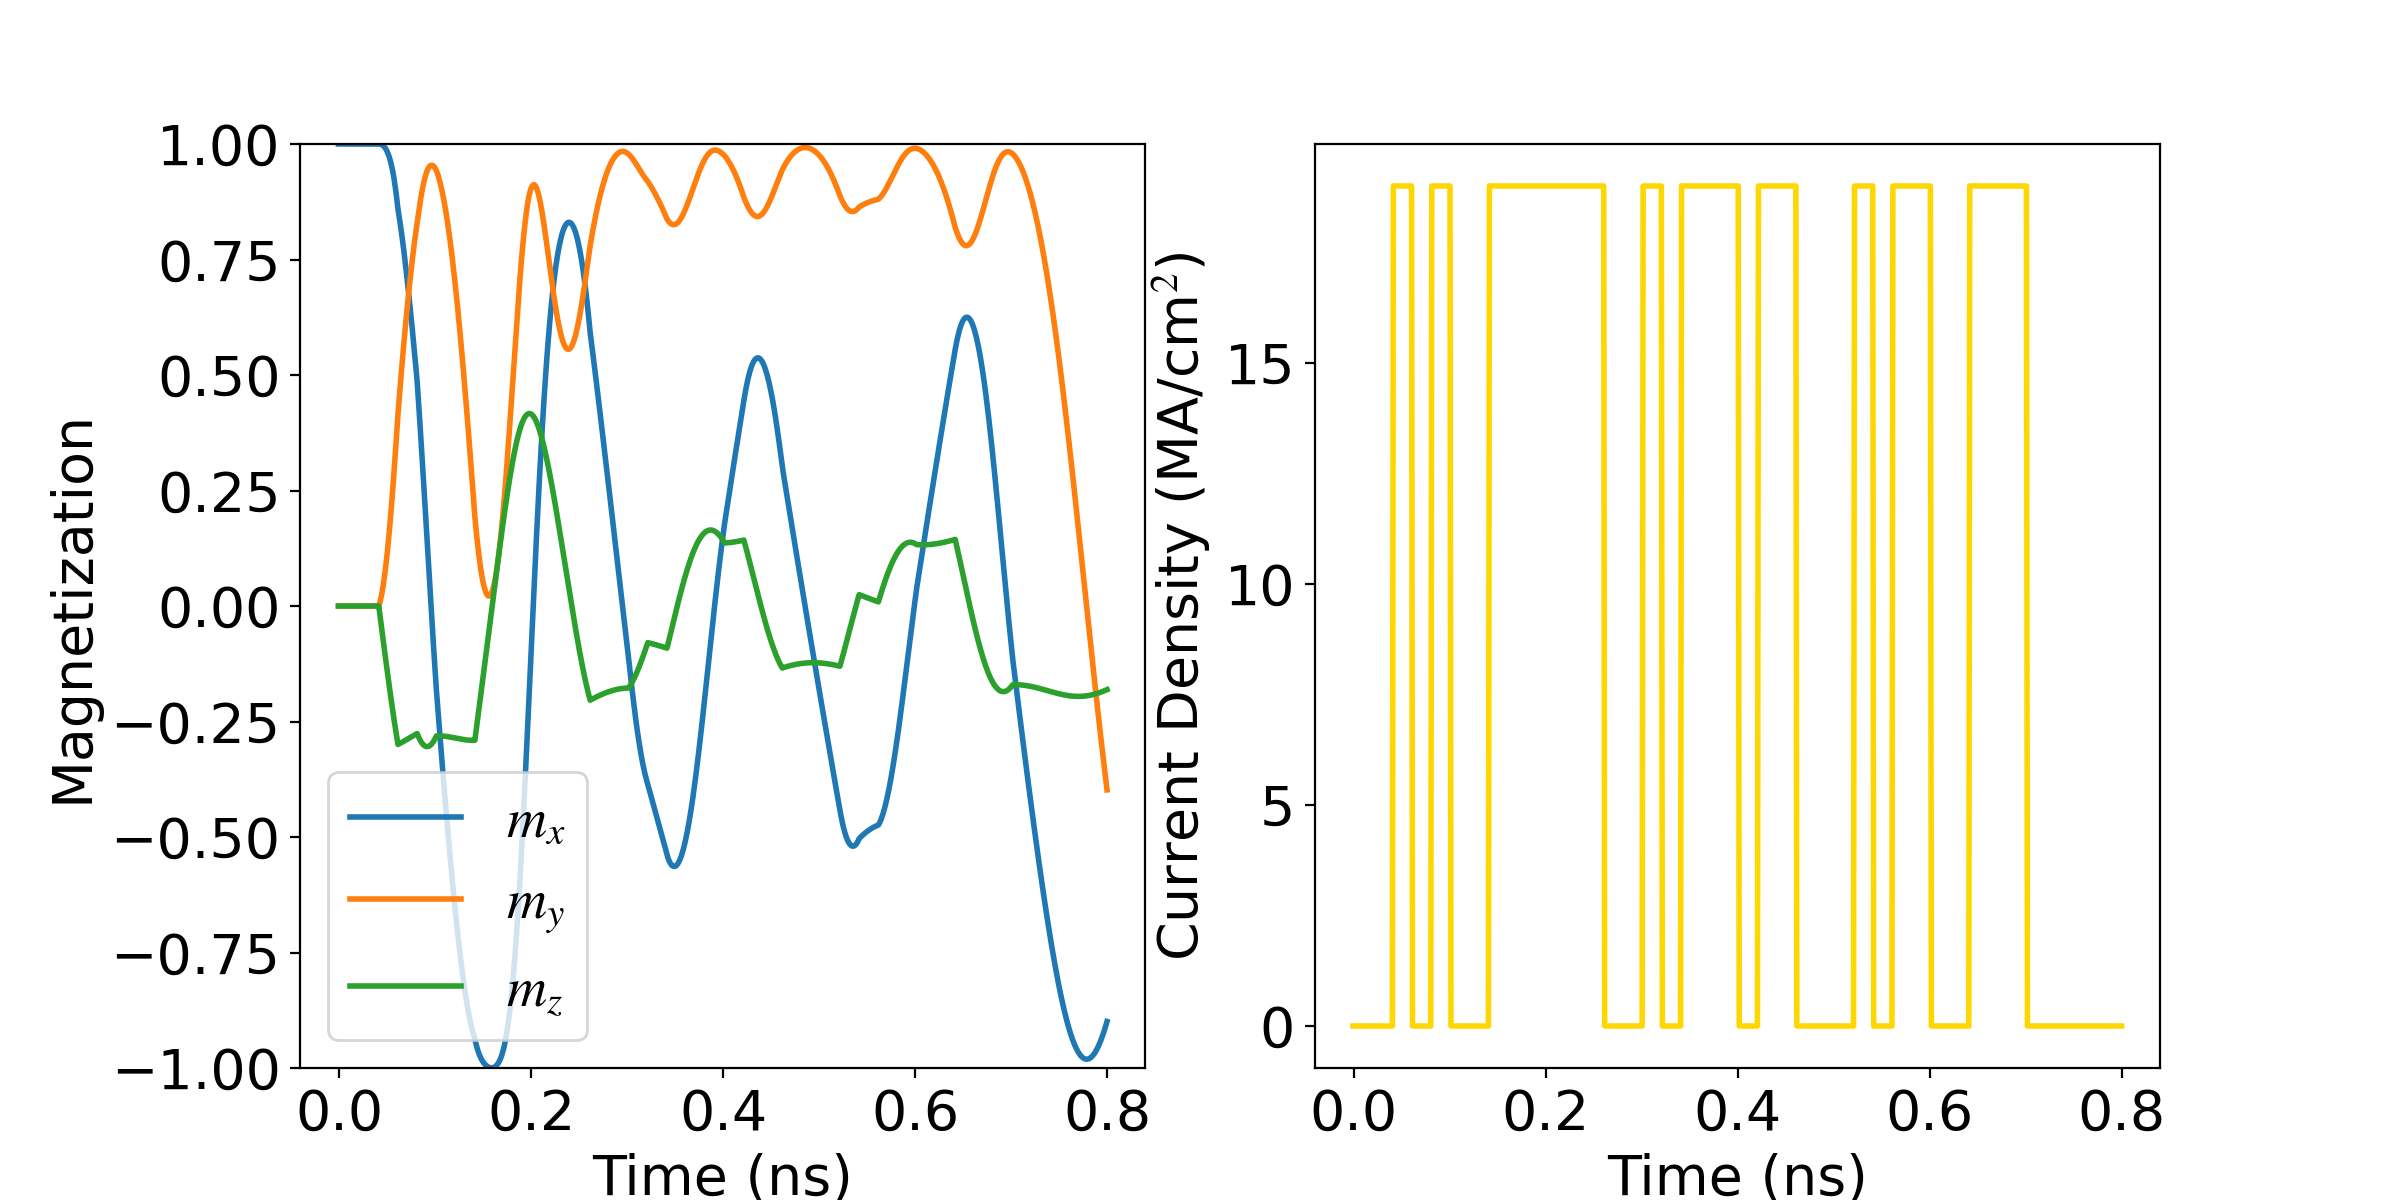 Magnetization
1.00
0.75
0.50
0.25
0.00
−0.25
−0.50
−0.75
−1.00
m_x
m_y
m_z
0.0 0.2 0.4 0.6 0.8
Time (ns)
Current Density (MA/cm²)
15
10
5
0
0.0 0.2 0.4 0.6 0.8
Time (ns)